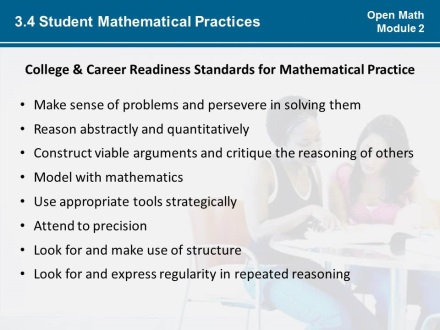 3.4 Student Mathematical Practices
Open Math
Module 2
College & Career Readiness Standards for Mathematical Practice
• Make sense of problems and persevere in solving them
• Reason abstractly and quantitatively
• Construct viable arguments and critique the reasoning of others
• Model with mathematics
• Use appropriate tools strategically
• Attend to precision
• Look for and make use of structure
• Look for and express regularity in repeated reasoning